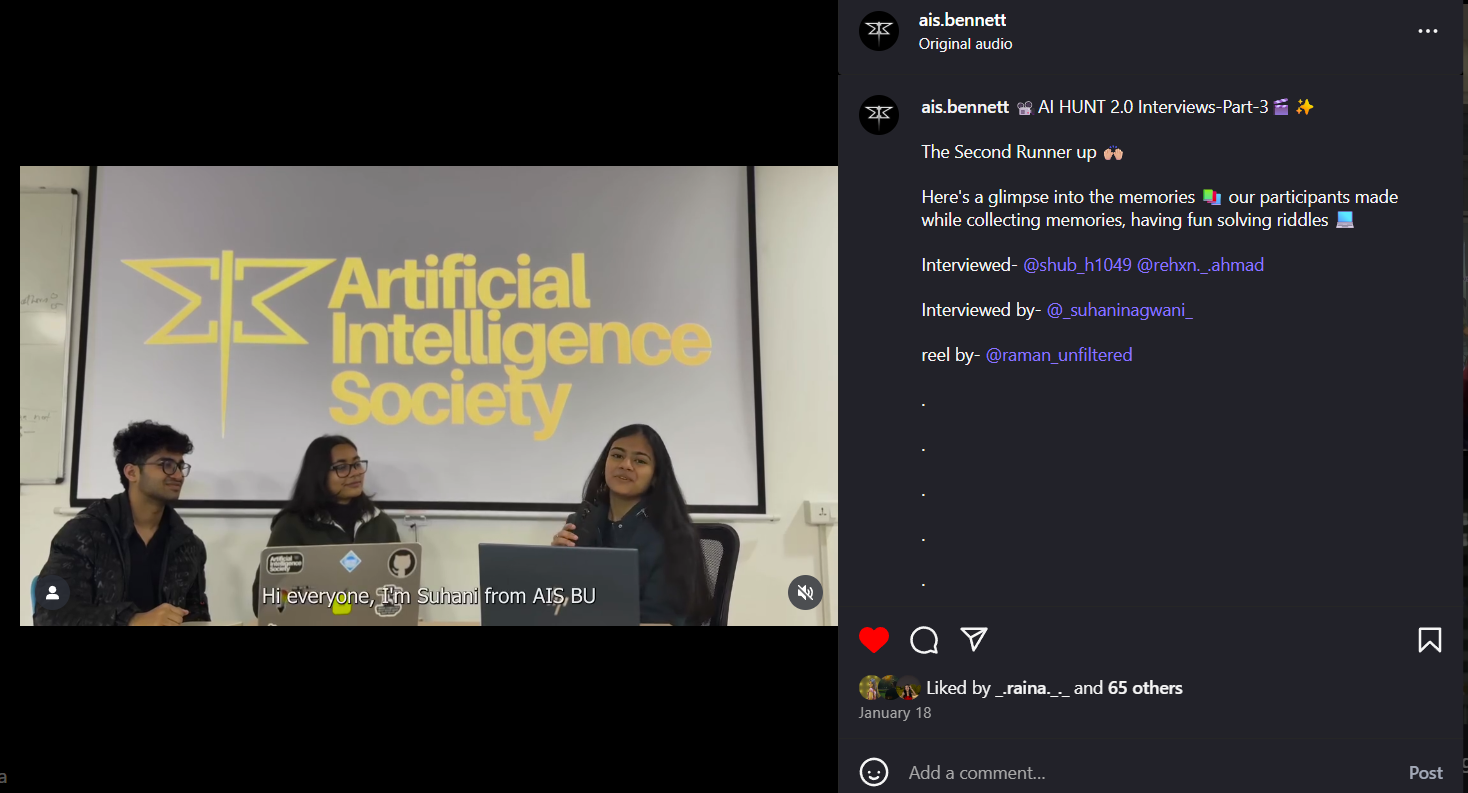 ais.bennett
Original audio
ais.bennett 📽 AI HUNT 2.0 Interviews-Part-3 🎬 ✨
The Second Runner up 🙌🏼
Here's a glimpse into the memories 📚 our participants made
while collecting memories, having fun solving riddles 💻
Interviewed- @shub_h1049 @rehxn._.ahmad
Interviewed by- @_suhaninagwani_
reel by- @raman_unfiltered
.
.
.
.
.
Liked by _.raina._._ and 65 others
January 18
Add a comment...
Post
Artificial
Intelligence
Society
Artificial
Intelligence
Society
Hi everyone, I'm Suhani from AIS BU